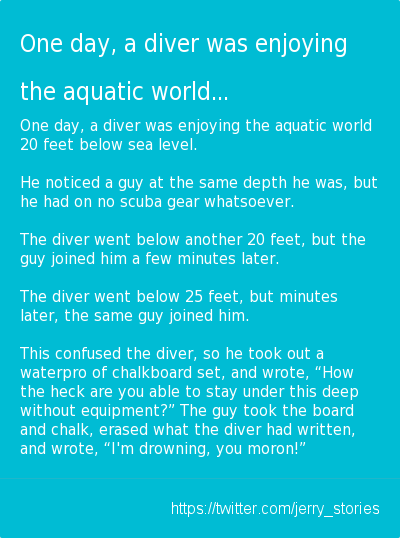 One day, a diver was enjoying
the aquatic world...
One day, a diver was enjoying the aquatic world
20 feet below sea level.
He noticed a guy at the same depth he was, but
he had on no scuba gear whatsoever.
The diver went below another 20 feet, but the
guy joined him a few minutes later.
The diver went below 25 feet, but minutes
later, the same guy joined him.
This confused the diver, so he took out a
waterpro of chalkboard set, and wrote, “How
the heck are you able to stay under this deep
without equipment?” The guy took the board
and chalk, erased what the diver had written,
and wrote, “I'm drowning, you moron!”
https://twitter.com/jerry_stories